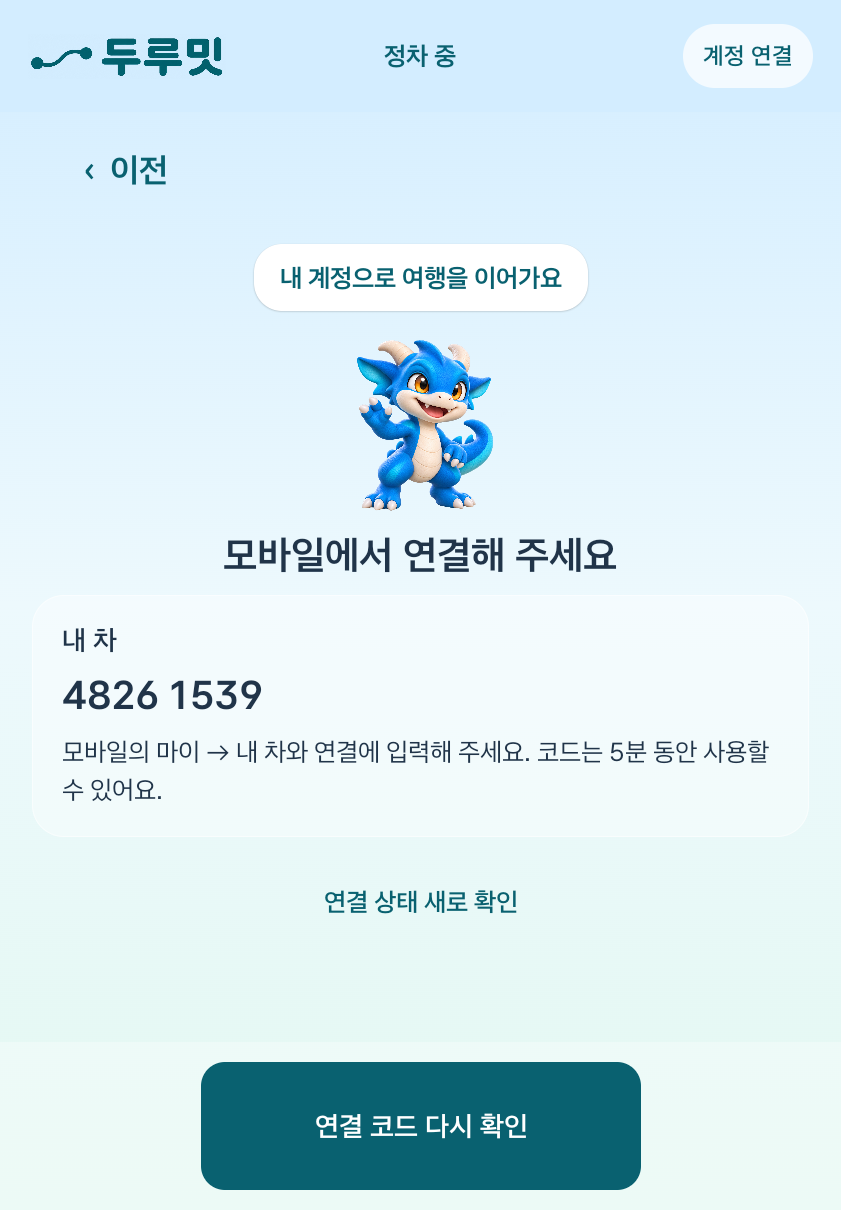 두루밋
정차 중
계정 연결
‹ 이전
내 계정으로 여행을 이어가요
모바일에서 연결해 주세요
내 차
4826 1539
모바일의 마이 → 내 차와 연결에 입력해 주세요. 코드는 5분 동안 사용할
수 있어요.
연결 상태 새로 확인
연결 코드 다시 확인